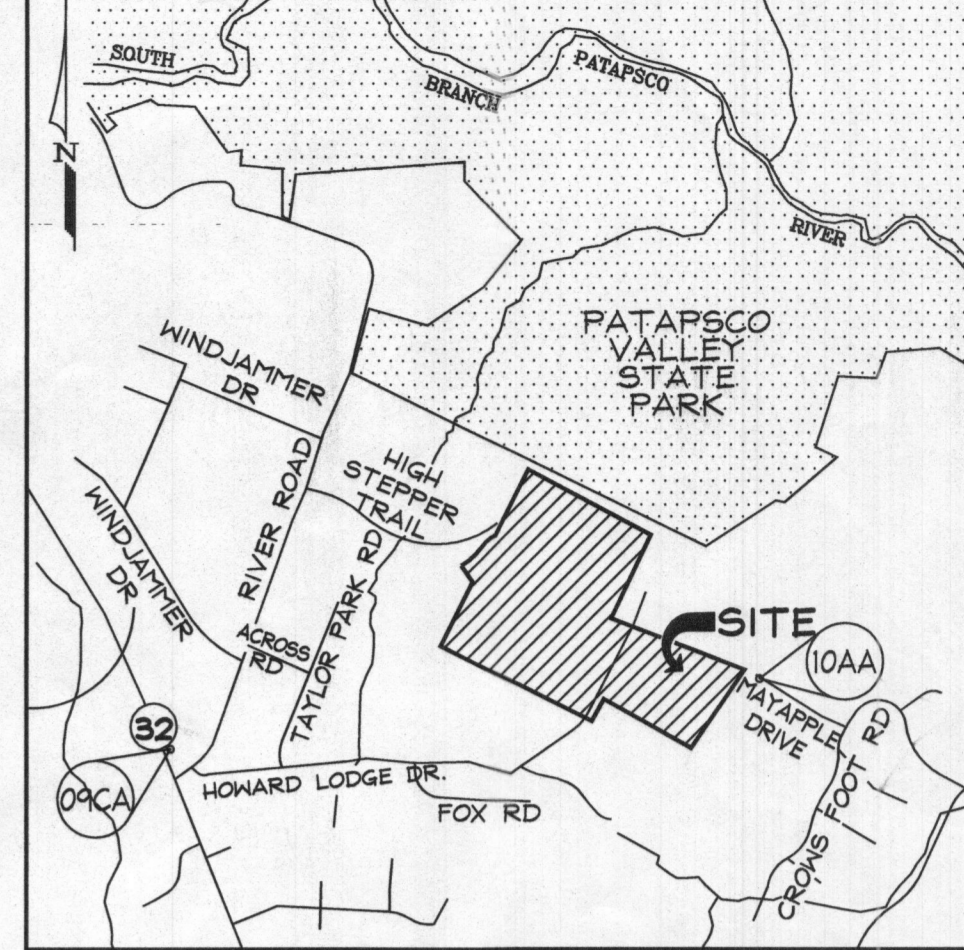 SOUTH
BRANCH
PATAPSCO
RIVER
N
PATAPSCO
VALLEY
STATE
PARK
WINDJAMMER
DR
HIGH
STEPPER
TRAIL
RIVER ROAD
WINDJAMMER
DR
TAYLOR PARK RD
ACROSS
RD
SITE
10AA
MAYAPPLE
DRIVE
CROWS FOOT RD
32
09CA
HOWARD LODGE DR.
FOX RD